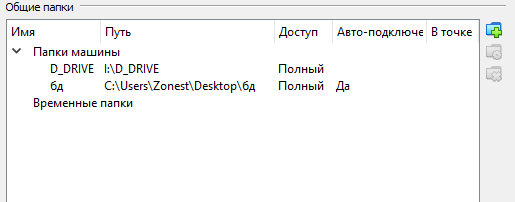 Общие папки
Имя Путь Доступ Авто-подключе В точке
Папки машины
D_DRIVE I:\D_DRIVE Полный
бд C:\Users\Zonest\Desktop\бд Полный Да
Временные папки